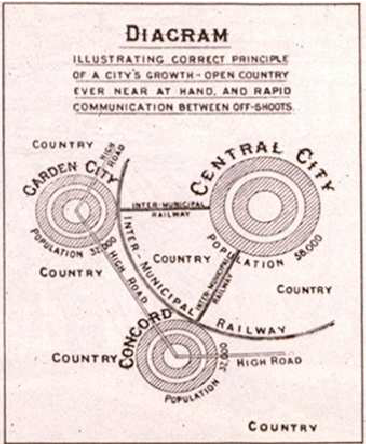 DIAGRAM
ILLUSTRATING CORRECT PRINCIPLE
OF A CITY'S GROWTH - OPEN COUNTRY
EVER NEAR AT HAND, AND RAPID
COMMUNICATION BETWEEN OFF-SHOOTS.
COUNTRY
HIGH ROAD
GARDEN CITY
POPULATION 32,000
CENTRAL CITY
POPULATION 58,000
INTER-MUNICIPAL
RAILWAY
COUNTRY
COUNTRY
COUNTRY
HIGH ROAD
INTER MUNICIPAL RAILWAY
INTER-MUNICIPAL
RAILWAY
CONCORD
POPULATION 32,000
COUNTRY
HIGH ROAD
COUNTRY